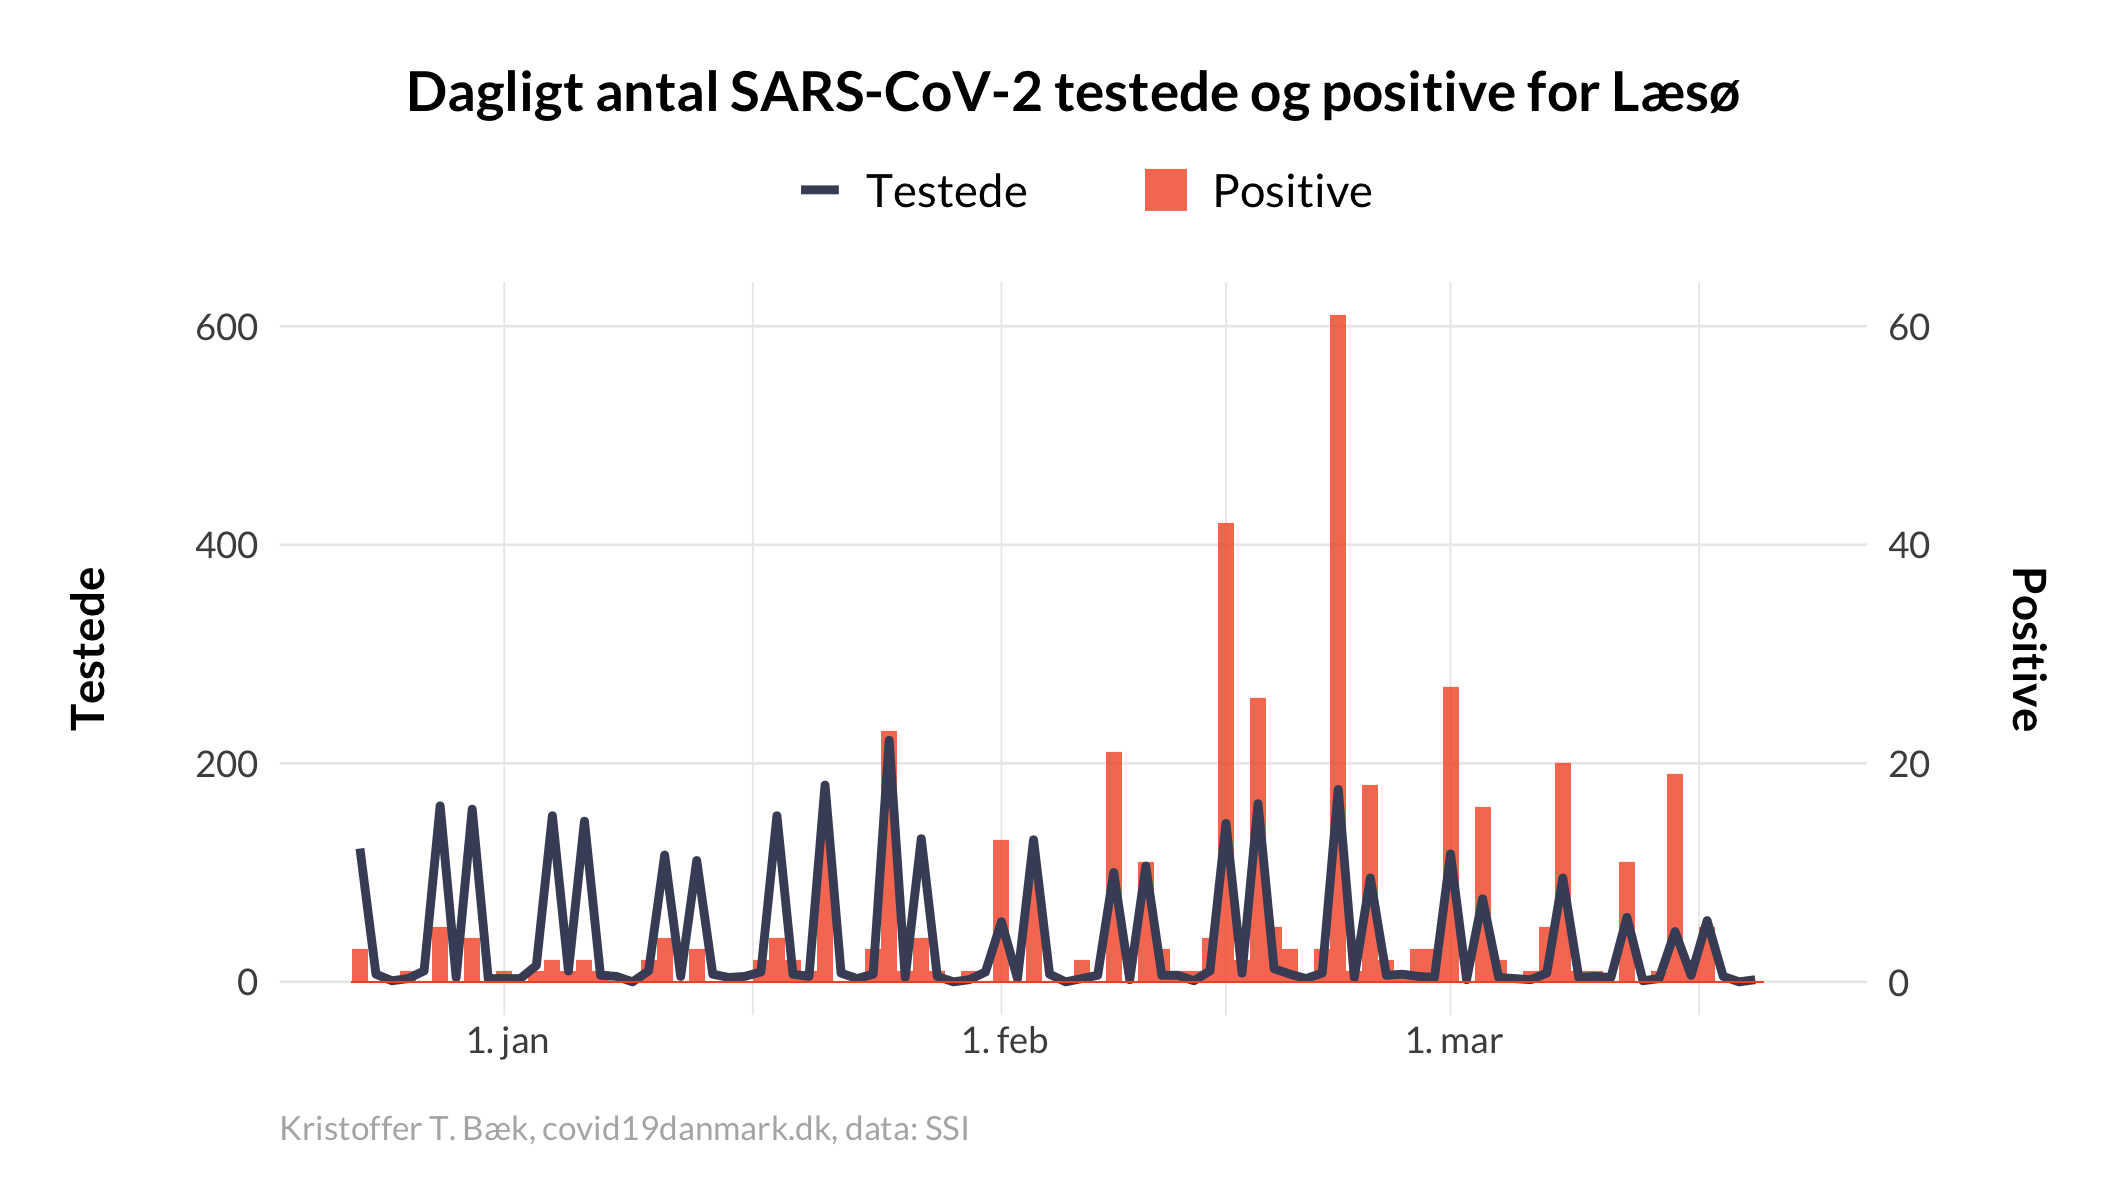 Dagligt antal SARS-CoV-2 testede og positive for Læsø
Testede
Positive
600
400
200
0
60
40
20
0
Testede
Positive
1. jan
1. feb
1. mar
Kristoffer T. Bæk, covid19danmark.dk, data: SSI